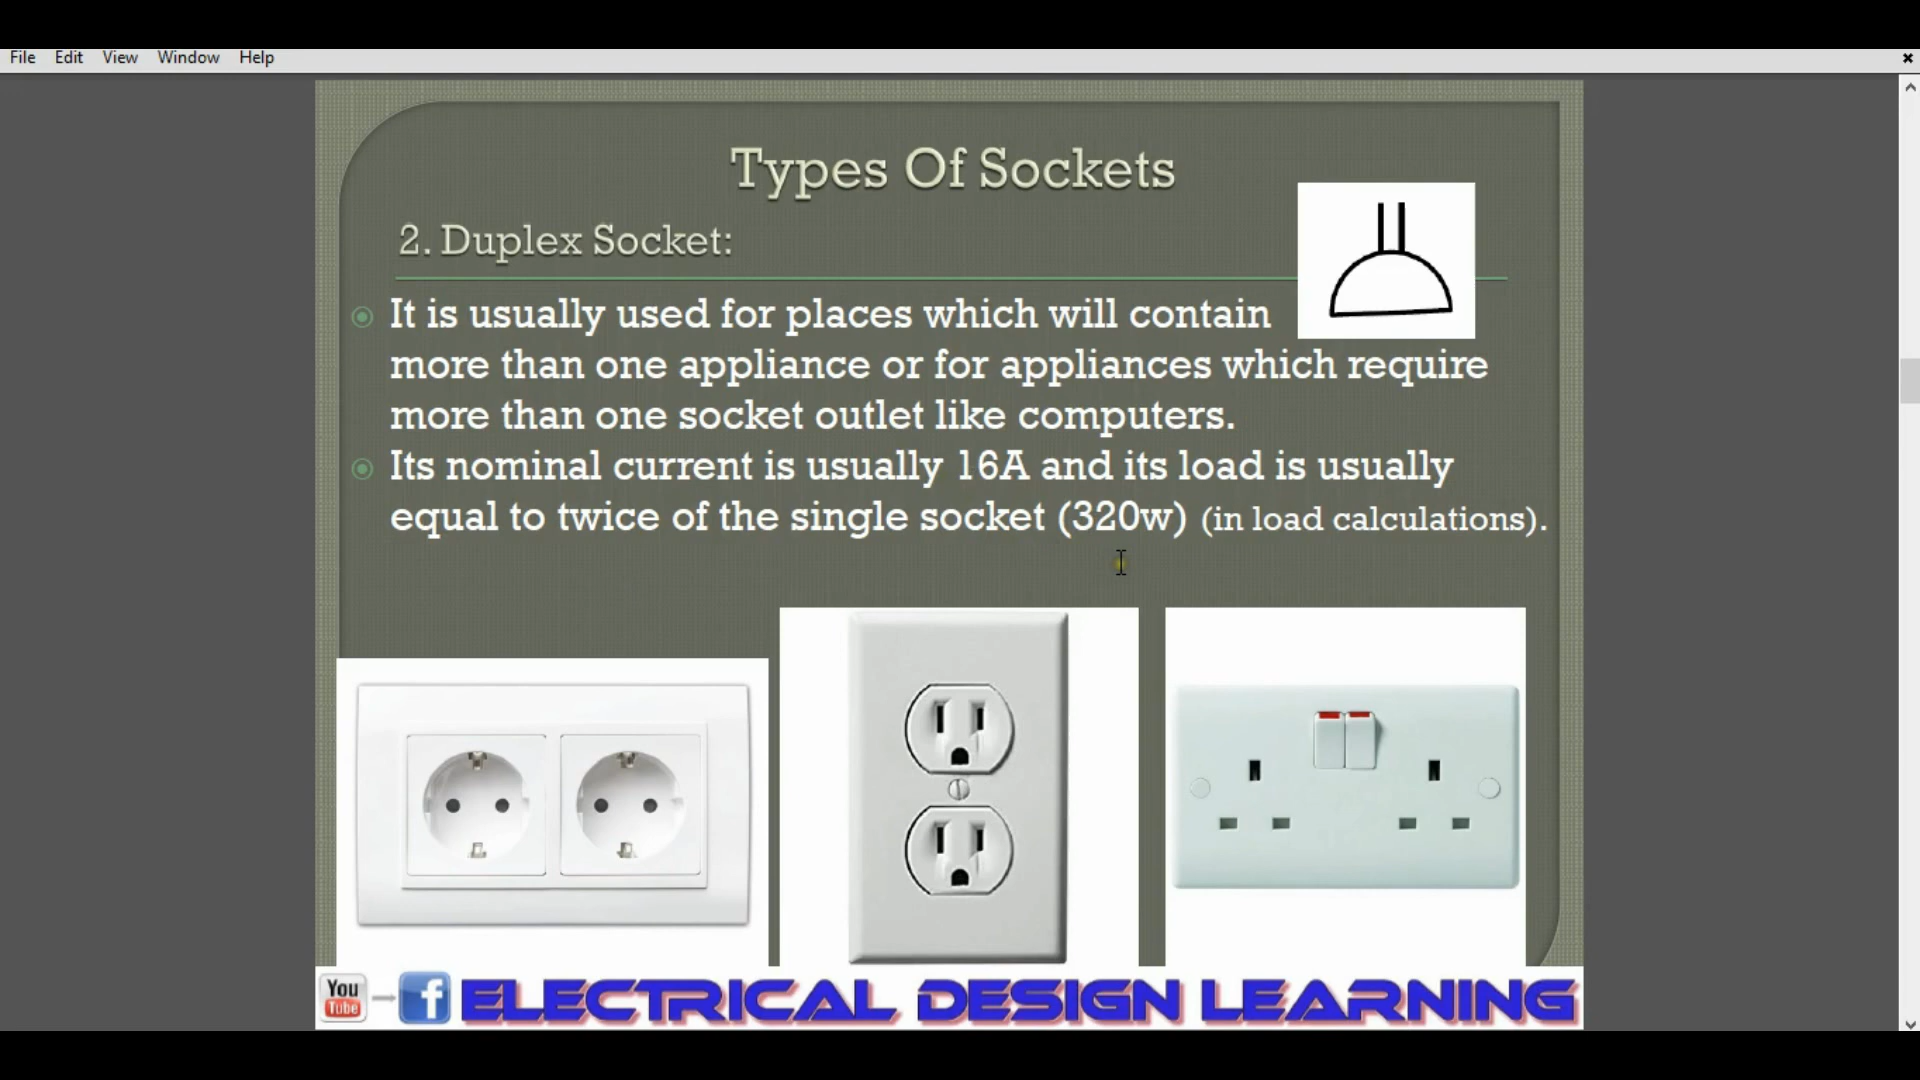 File Edit View Window Help
Types Of Sockets
2. Duplex Socket:
It is usually used for places which will contain
more than one appliance or for appliances which require
more than one socket outlet like computers.
Its nominal current is usually 16A and its load is usually
equal to twice of the single socket (320w) (in load calculations).
You
Tube
f
ELECTRICAL DESIGN LEARNING